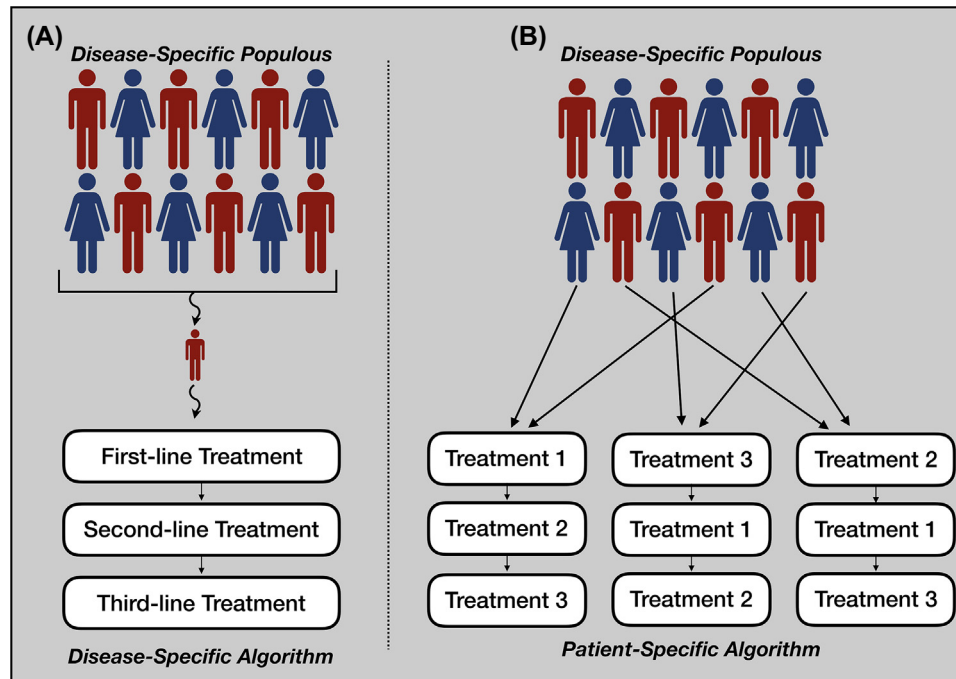 (A)
Disease-Specific Populous
First-line Treatment
Second-line Treatment
Third-line Treatment
Disease-Specific Algorithm
(B)
Disease-Specific Populous
Treatment 1
Treatment 2
Treatment 3
Treatment 3
Treatment 1
Treatment 2
Treatment 2
Treatment 1
Treatment 3
Patient-Specific Algorithm